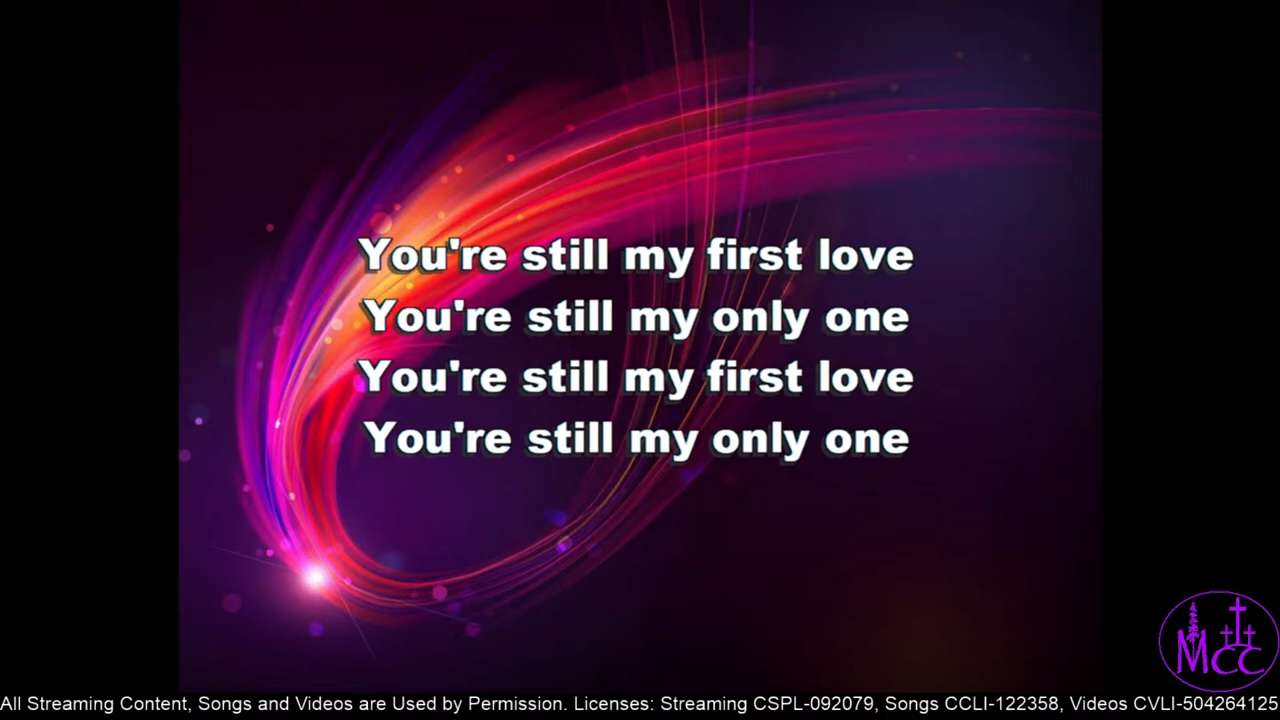 You're still my first love
You're still my only one
You're still my first love
You're still my only one
MCC
All Streaming Content, Songs and Videos are Used by Permission. Licenses: Streaming CSPL-092079, Songs CCLI-122358, Videos CVLI-504264125